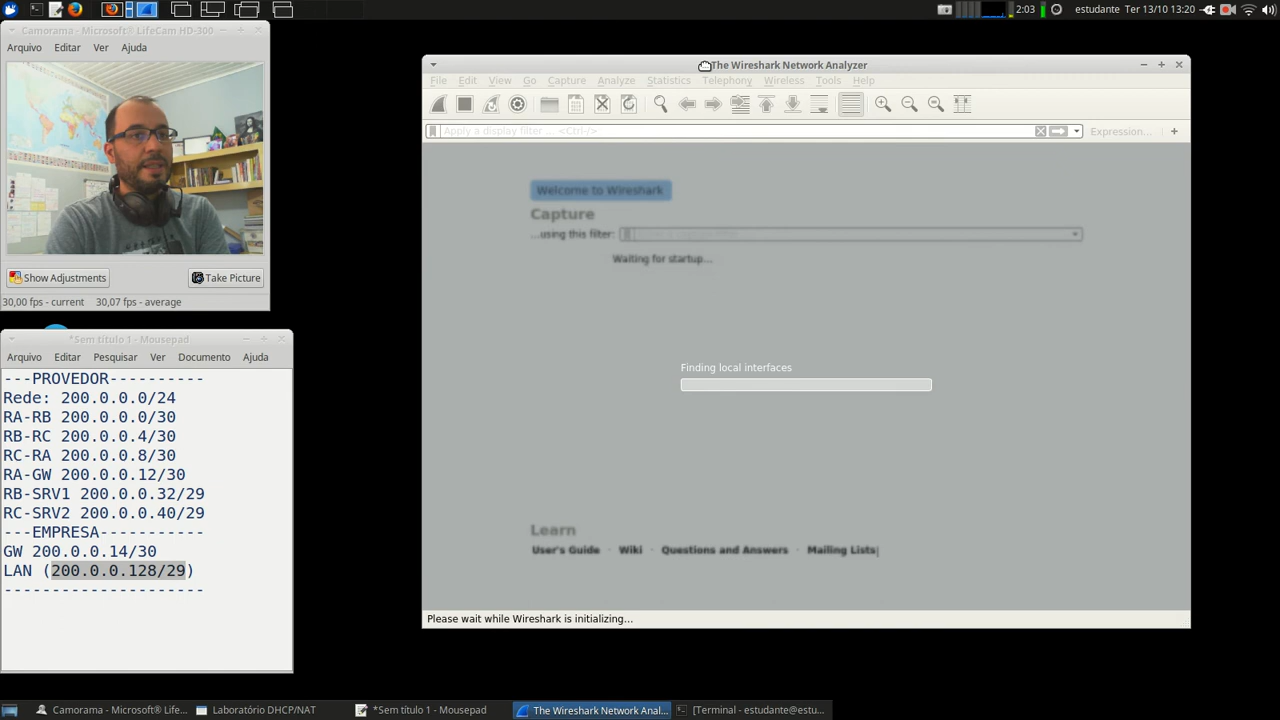 2:03
estudante Ter 13/10 13:20
Camorama - Microsoft® LifeCam HD-300
Arquivo Editar Ver Ajuda
Show Adjustments
Take Picture
30,00 fps - current 30,07 fps - average
*Sem título 1 - Mousepad
Arquivo Editar Pesquisar Ver Documento Ajuda
---PROVEDOR----------
Rede: 200.0.0.0/24
RA-RB 200.0.0.0/30
RB-RC 200.0.0.4/30
RC-RA 200.0.0.8/30
RA-GW 200.0.0.12/30
RB-SRV1 200.0.0.32/29
RC-SRV2 200.0.0.40/29
---EMPRESA-----------
GW 200.0.0.14/30
LAN (200.0.0.128/29)
---------------------
The Wireshark Network Analyzer
File Edit View Go Capture Analyze Statistics Telephony Wireless Tools Help
Apply a display filter ... <Ctrl-/>
Expression...
Welcome to Wireshark
Capture
...using this filter:
Waiting for startup...
Finding local interfaces
Learn
User's Guide · Wiki · Questions and Answers · Mailing Lists
Please wait while Wireshark is initializing...
Camorama - Microsoft® Life...
Laboratório DHCP/NAT
*Sem título 1 - Mousepad
The Wireshark Network Anal...
[Terminal - estudante@estu...